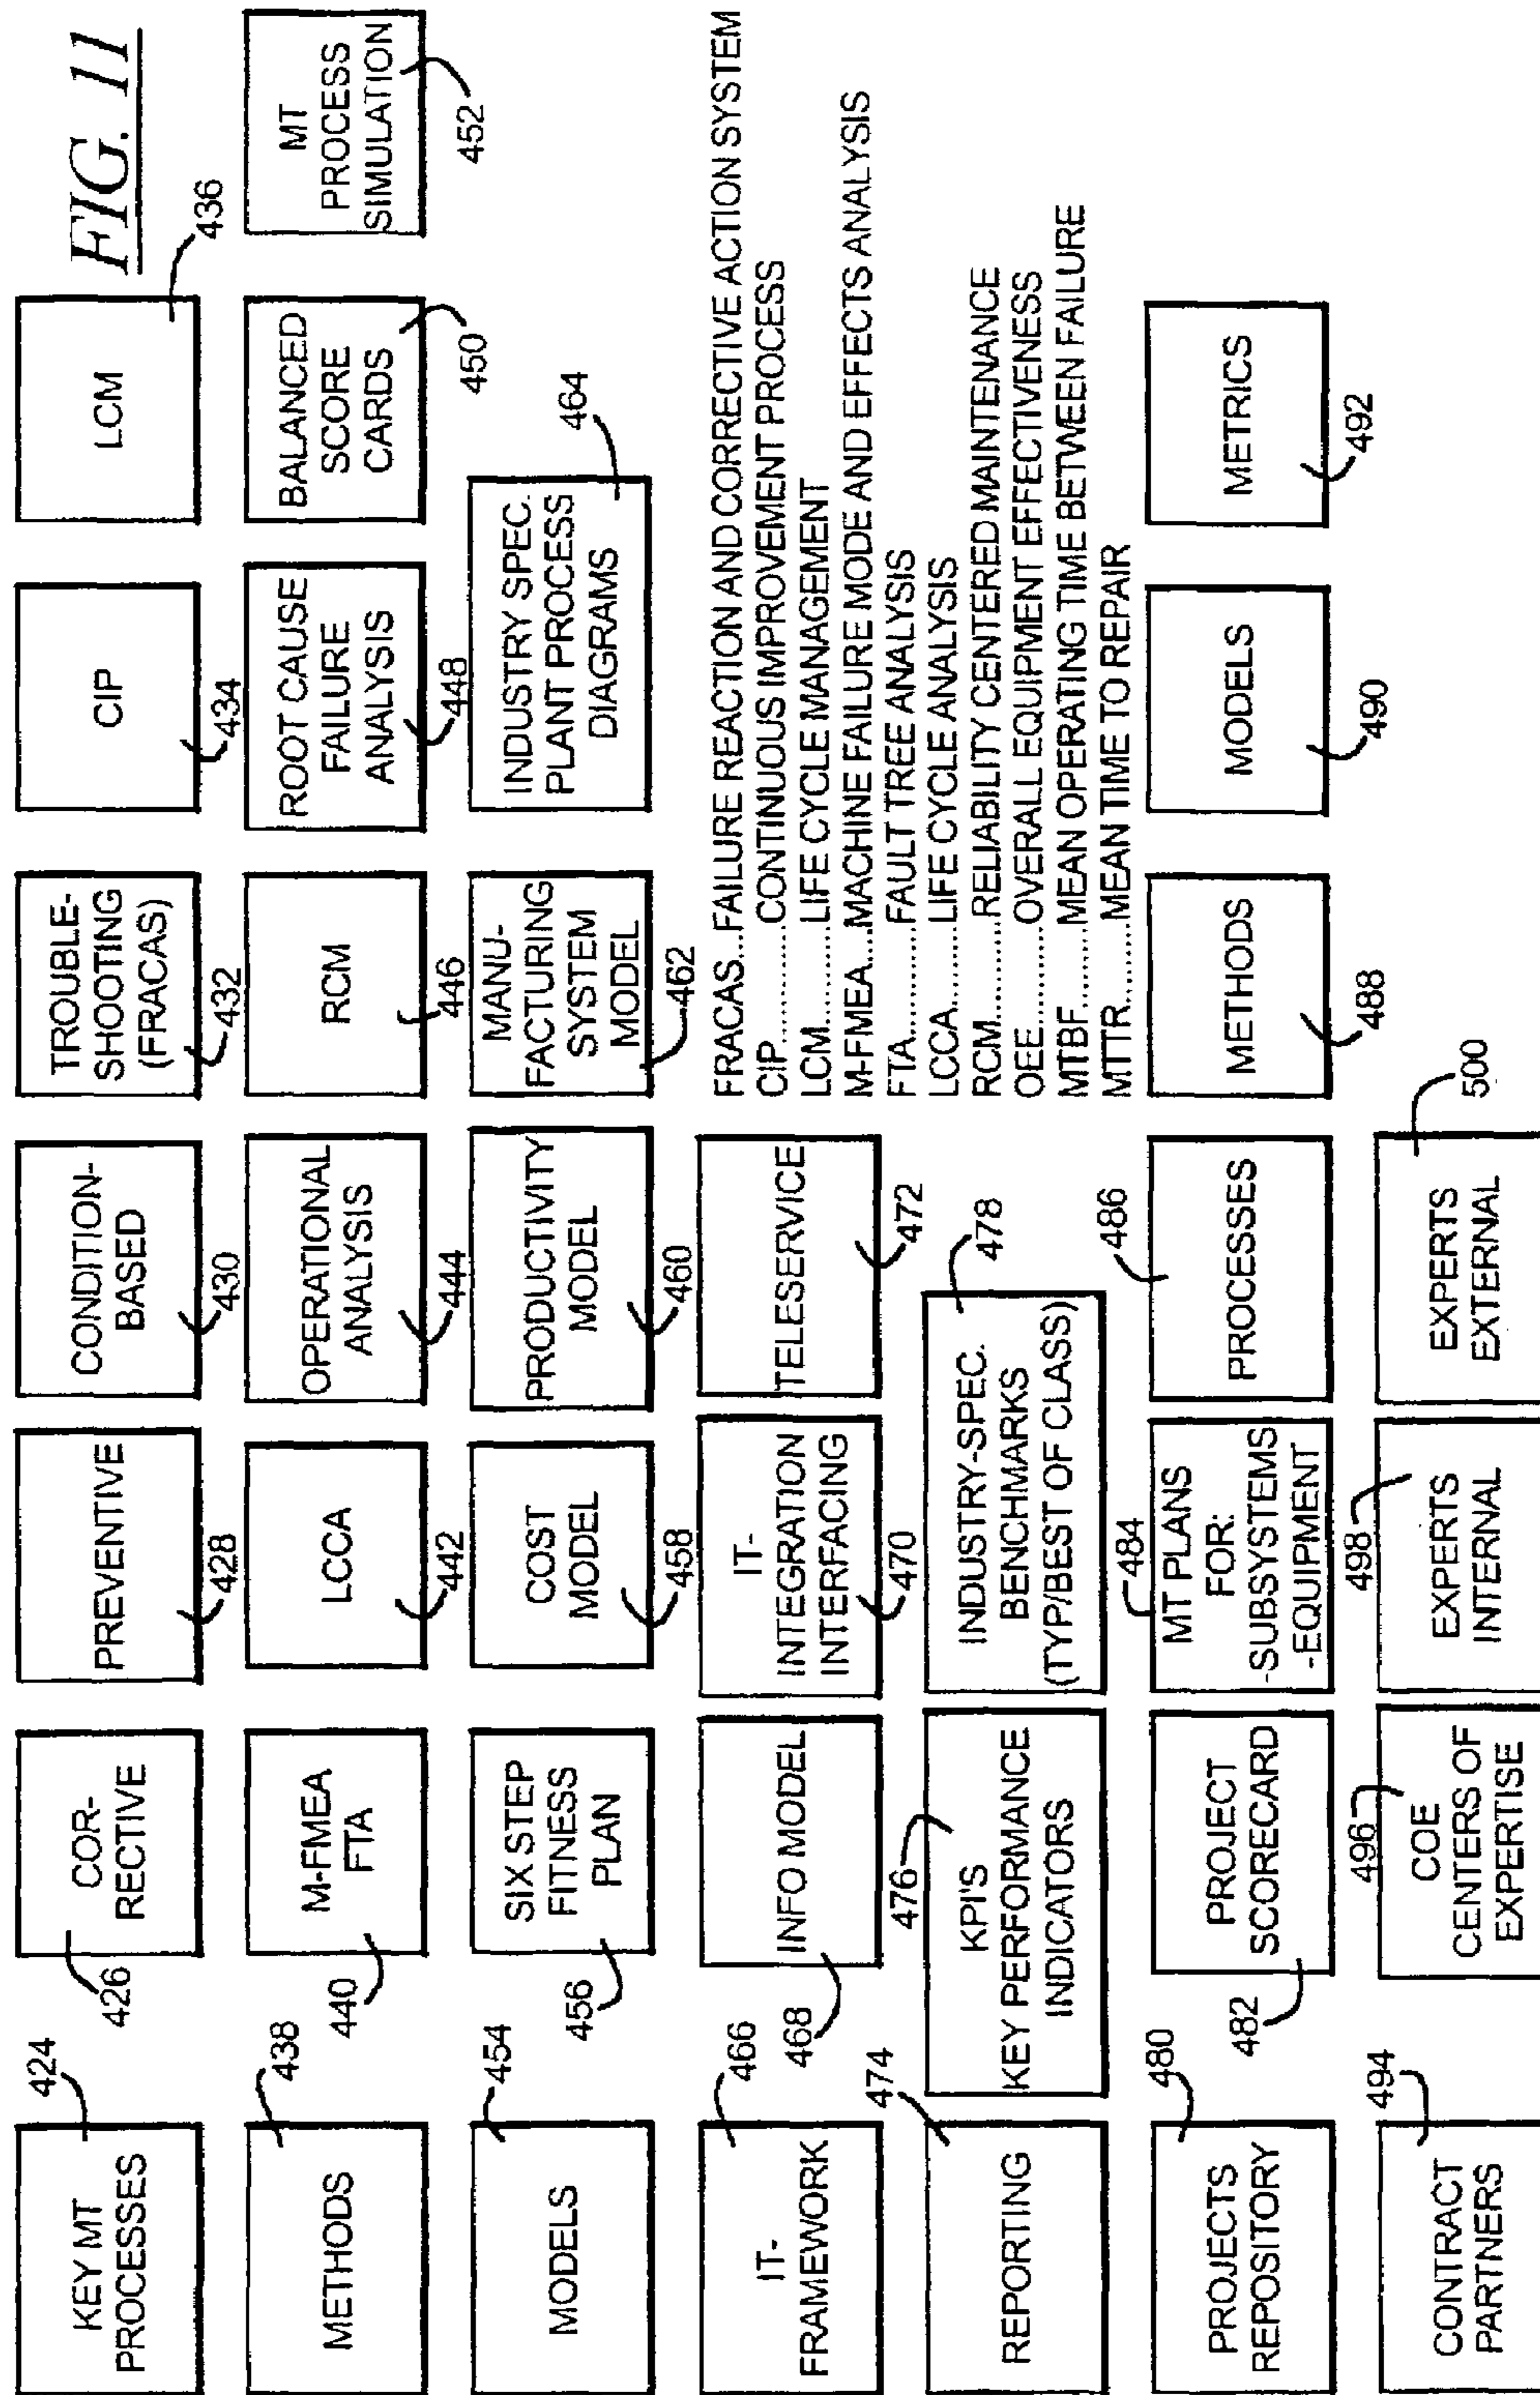 FIG. 11
KEY MT
PROCESSES
424
COR-
RECTIVE
426
PREVENTIVE
428
CONDITION-
BASED
430
TROUBLE-
SHOOTING
(FRACAS)
432
CIP
434
LCM
436
METHODS
438
M-FMEA
FTA
440
LCCA
442
OPERATIONAL
ANALYSIS
444
RCM
446
ROOT CAUSE
FAILURE
ANALYSIS
448
BALANCED
SCORE
CARDS
450
MT
PROCESS
SIMULATION
452
MODELS
454
SIX STEP
FITNESS
PLAN
456
COST
MODEL
458
PRODUCTIVITY
MODEL
460
MANU-
FACTURING
SYSTEM
MODEL
462
INDUSTRY SPEC.
PLANT PROCESS
DIAGRAMS
464
IT-
FRAMEWORK
466
INFO MODEL
468
IT-
INTEGRATION
INTERFACING
470
TELESERVICE
472
FRACAS...FAILURE REACTION AND CORRECTIVE ACTION SYSTEM
CIP............CONTINUOUS IMPROVEMENT PROCESS
LCM..........LIFE CYCLE MANAGEMENT
M-FMEA...MACHINE FAILURE MODE AND EFFECTS ANALYSIS
FTA...........FAULT TREE ANALYSIS
LCCA.........LIFE CYCLE ANALYSIS
RCM..........RELIABILITY CENTERED MAINTENANCE
OEE...........OVERALL EQUIPMENT EFFECTIVENESS
MTBF........MEAN OPERATING TIME BETWEEN FAILURE
MTTR........MEAN TIME TO REPAIR
REPORTING
474
KPI'S
KEY PERFORMANCE
INDICATORS
476
INDUSTRY-SPEC.
BENCHMARKS
(TYP/BEST OF CLASS)
478
PROJECTS
REPOSITORY
480
PROJECT
SCORECARD
482
MT PLANS
FOR:
-SUBSYSTEMS
-EQUIPMENT
484
PROCESSES
486
METHODS
488
MODELS
490
METRICS
492
CONTRACT
PARTNERS
494
COE
CENTERS OF
EXPERTISE
496
EXPERTS
INTERNAL
498
EXPERTS
EXTERNAL
500